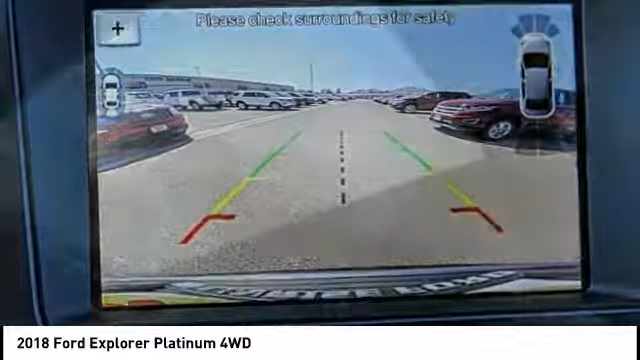 Please check surroundings for safety
+
2018 Ford Explorer Platinum 4WD